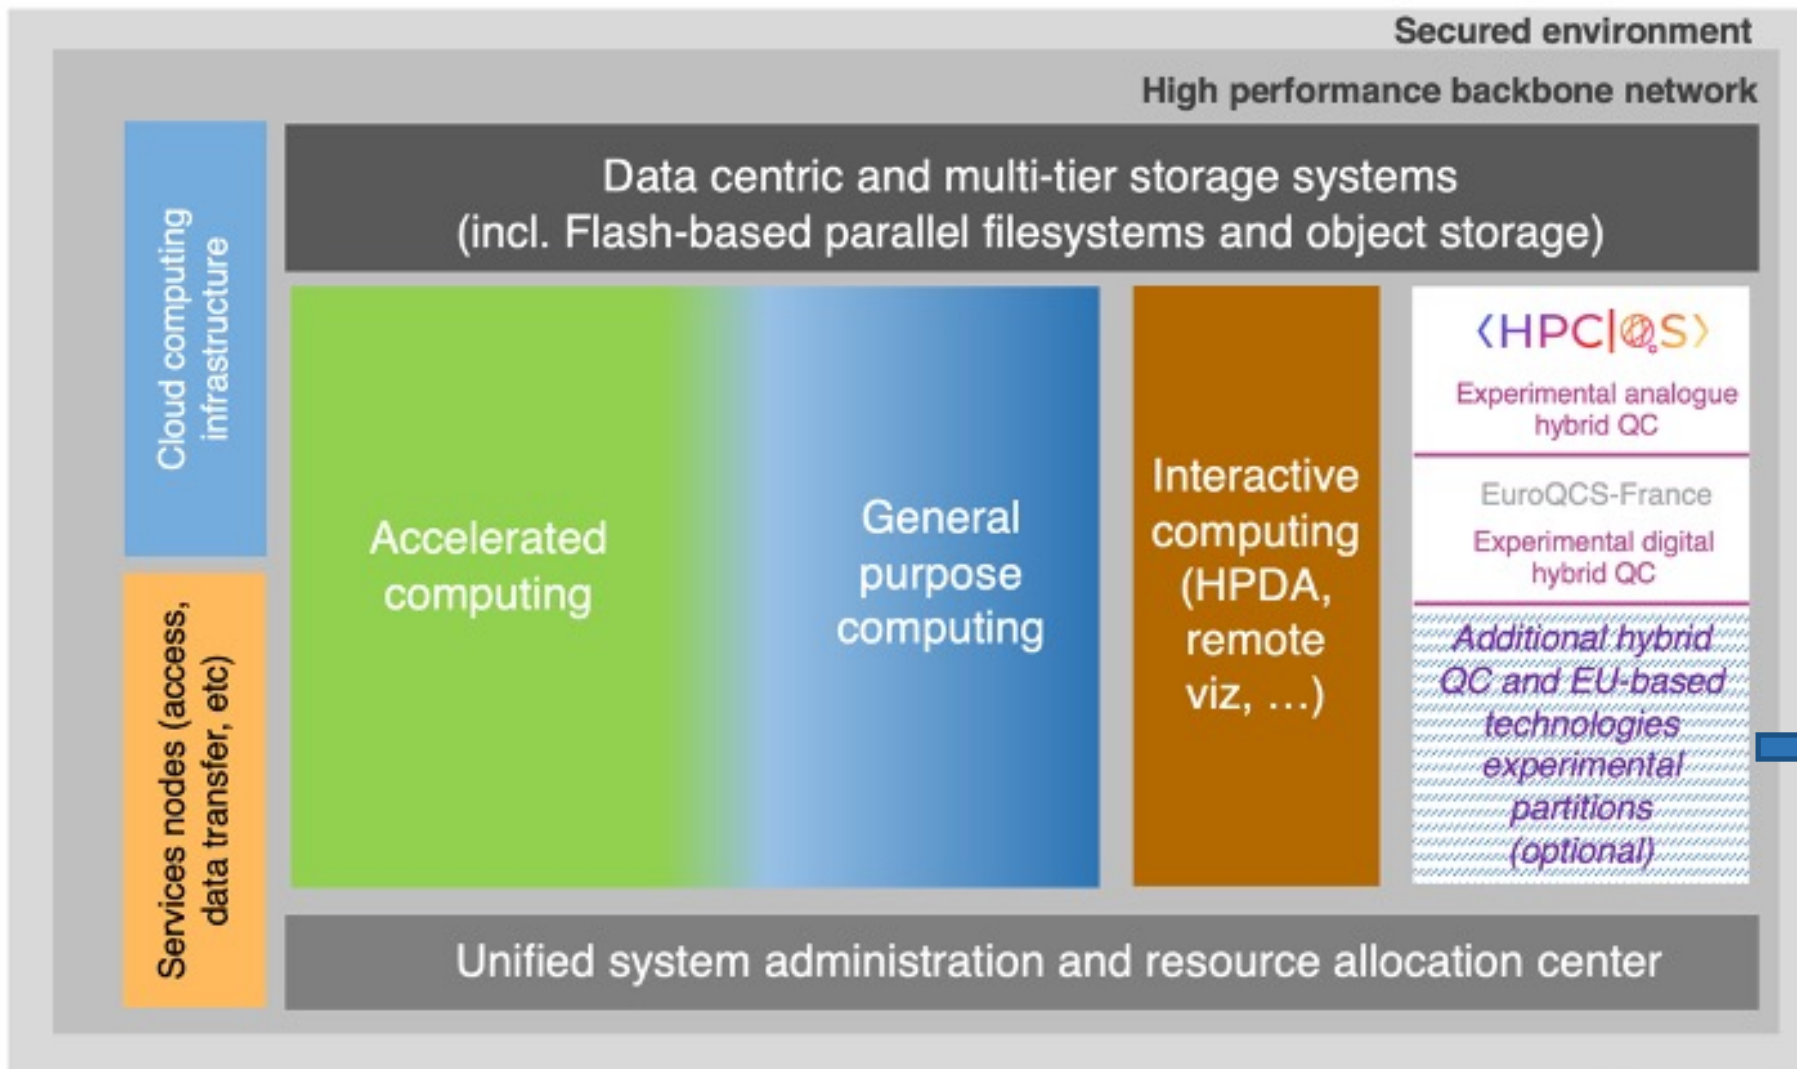 Secured environment
High performance backbone network
Cloud computing
infrastructure
Services nodes (access,
data transfer, etc)
Data centric and multi-tier storage systems
(incl. Flash-based parallel filesystems and object storage)
Accelerated
computing
General
purpose
computing
Interactive
computing
(HPDA,
remote
viz, …)
⟨HPC|QS⟩
Experimental analogue
hybrid QC
EuroQCS-France
Experimental digital
hybrid QC
Additional hybrid
QC and EU-based
technologies
experimental
partitions
(optional)
Unified system administration and resource allocation center